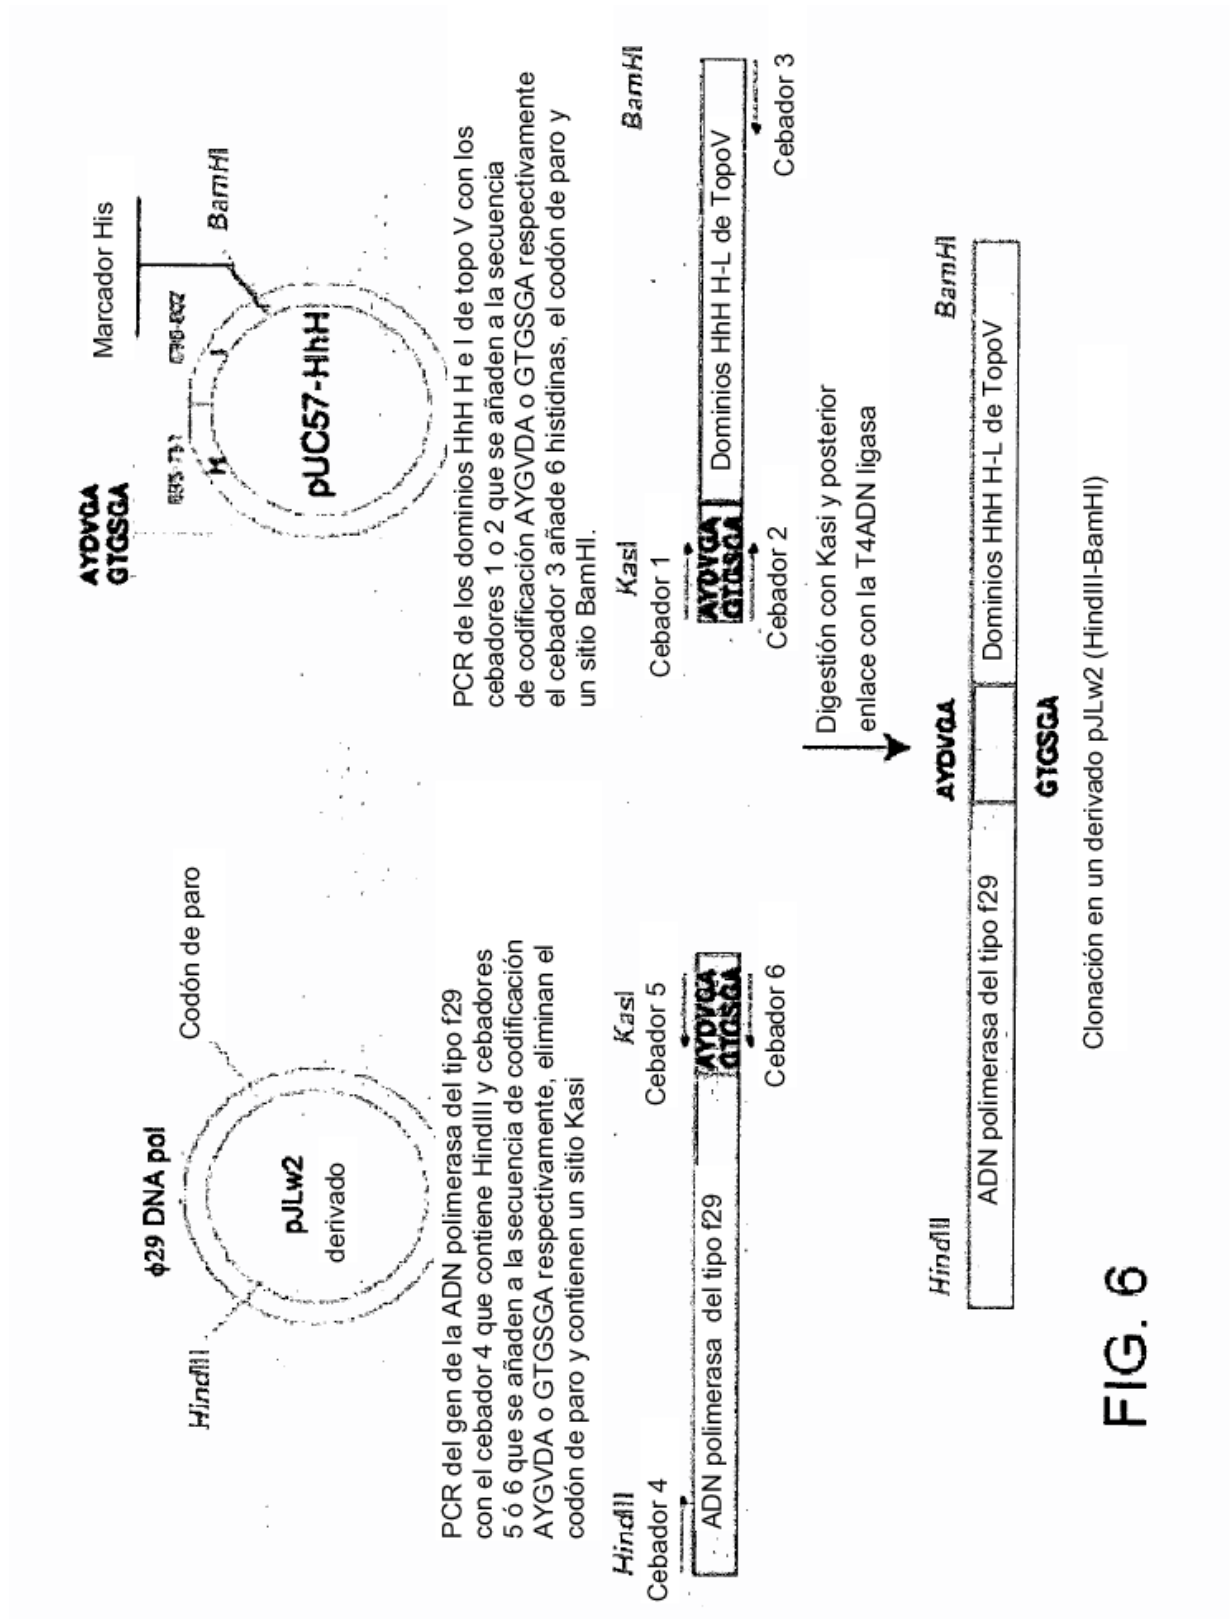 ϕ29 DNA pol
HindIII
Codón de paro
pJLw2
derivado
PCR del gen de la ADN polimerasa del tipo f29
con el cebador 4 que contiene HindIII y cebadores
5 ó 6 que se añaden a la secuencia de codificación
AYGVDA o GTGSGA respectivamente, eliminan el
codón de paro y contienen un sitio Kasi
AYDVGA
GTGSGA
Marcador His
BamHI
H
I
pUC57-HhH
PCR de los dominios HhH H e I de topo V con los
cebadores 1 o 2 que se añaden a la secuencia
de codificación AYGVDA o GTGSGA respectivamente
el cebador 3 añade 6 histidinas, el codón de paro y
un sitio BamHI.
HindIII
Cebador 4
KasI
Cebador 5
ADN polimerasa del tipo f29
AYDVGA
GTGSGA
Cebador 6
KasI
Cebador 1
BamHI
AYDVGA
GTGSGA
Dominios HhH H-L de TopoV
Cebador 2
Cebador 3
Digestión con Kasi y posterior
enlace con la T4ADN ligasa
HindIII
AYDVGA
BamHI
ADN polimerasa del tipo f29
Dominios HhH H-L de TopoV
GTGSGA
Clonación en un derivado pJLw2 (HindIII-BamHI)
FIG. 6